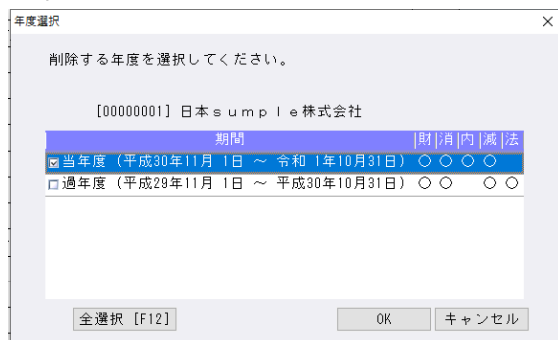 年度選択
削除する年度を選択してください。
[00000001] 日本ｓｕｍｐｌｅ株式会社
期間 |財|消|内|減|法
当年度 (平成30年11月 1日 ～ 令和 1年10月31日) ○ ○ ○ ○
過年度 (平成29年11月 1日 ～ 平成30年10月31日) ○ ○ ○ ○
全選択 [F12] OK キャンセル